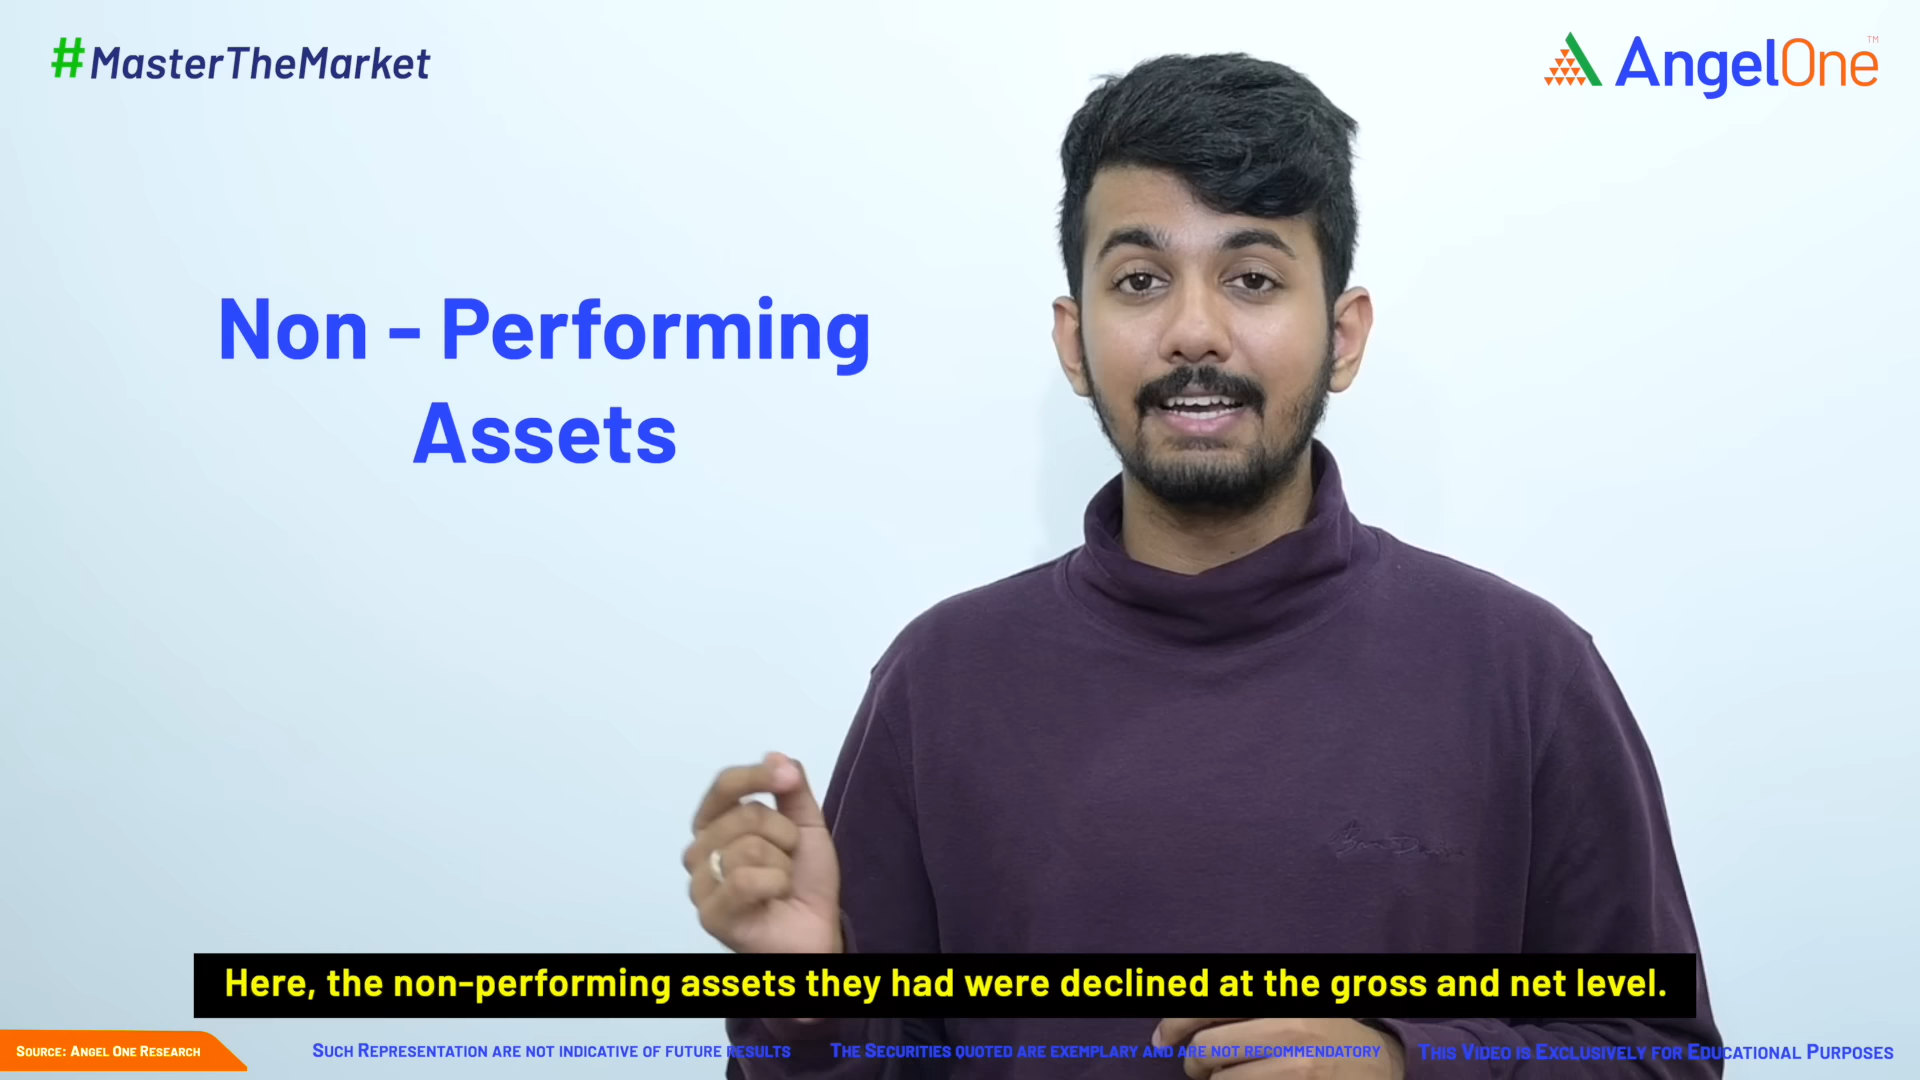 #MasterTheMarket
AngelOne™
Non - Performing
Assets
Here, the non-performing assets they had were declined at the gross and net level.
SOURCE: ANGEL ONE RESEARCH
SUCH REPRESENTATION ARE NOT INDICATIVE OF FUTURE RESULTS
THE SECURITIES QUOTED ARE EXEMPLARY AND ARE NOT RECOMMENDATORY
THIS VIDEO IS EXCLUSIVELY FOR EDUCATIONAL PURPOSES